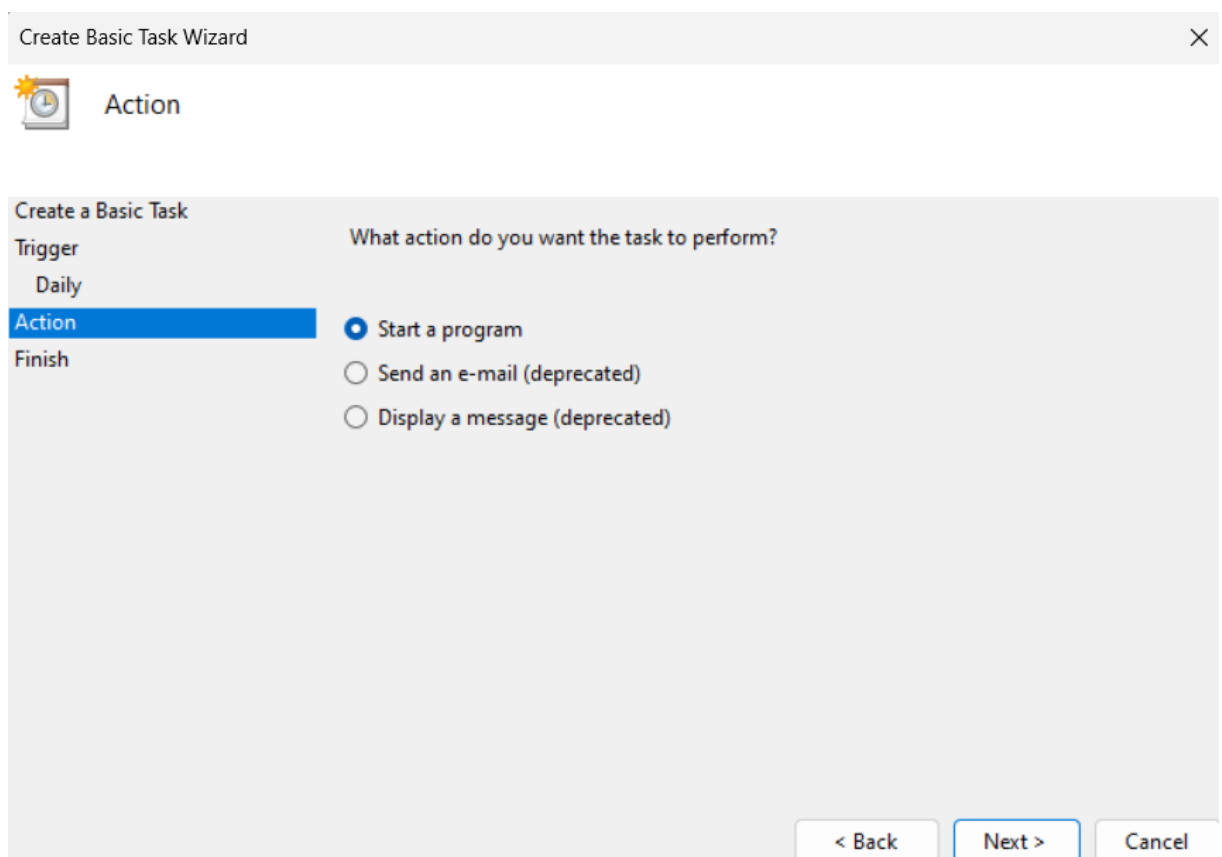 Create Basic Task Wizard
Action
Create a Basic Task
Trigger
Daily
Action
Finish
What action do you want the task to perform?
Start a program
Send an e-mail (deprecated)
Display a message (deprecated)
< Back
Next >
Cancel